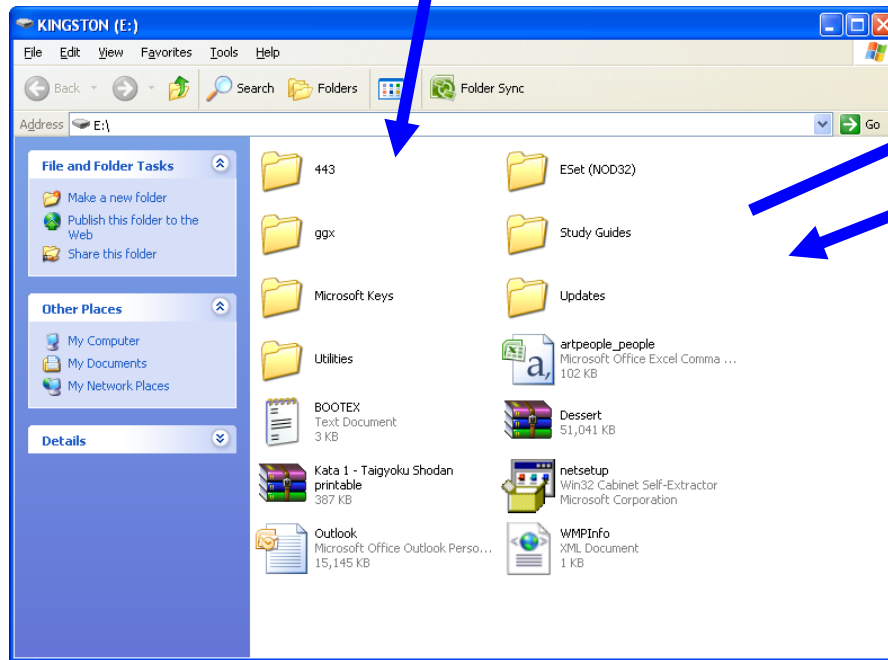 KINGSTON (E:)
File Edit View Favorites Tools Help
Back Search Folders Folder Sync
Address E:\ Go
File and Folder Tasks
Make a new folder
Publish this folder to the
Web
Share this folder
Other Places
My Computer
My Documents
My Network Places
Details
443
ESet (NOD32)
ggx
Study Guides
Microsoft Keys
Updates
Utilities
artpeople_people
Microsoft Office Excel Comma ...
102 KB
BOOTEX
Text Document
3 KB
Dessert
51,041 KB
Kata 1 - Taigyoku Shodan
printable
387 KB
netsetup
Win32 Cabinet Self-Extractor
Microsoft Corporation
Outlook
Microsoft Office Outlook Perso...
15,145 KB
WMPInfo
XML Document
1 KB